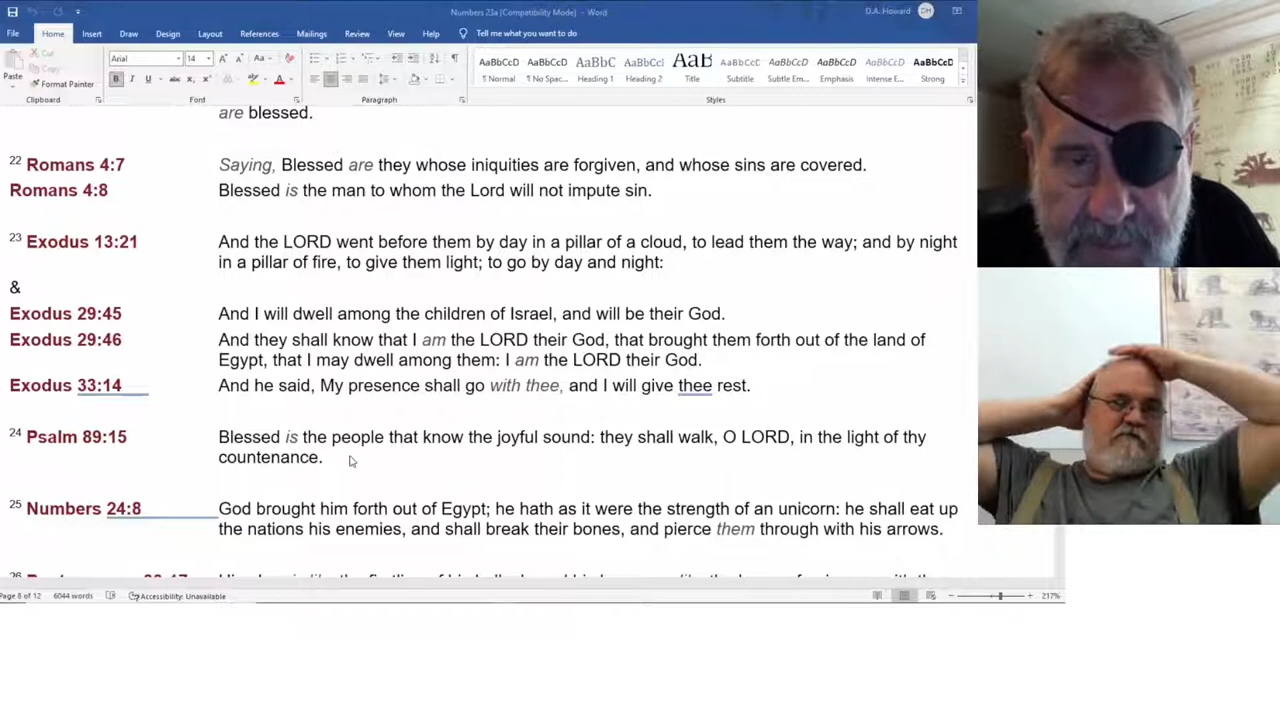 Numbers 23a [Compatibility Mode] - Word
D.A. Howard DH
File Home Insert Draw Design Layout References Mailings Review View Help Tell me what you want to do
Cut
Copy
Paste Format Painter
Arial 14
Aa
B I U
AaBbCcDc AaBbCcDc AaBbC AaBbCcC AaB AaBbCcD AaBbCcDc AaBbCcDc AaBbCcDc AaBbCcD
¶ Normal ¶ No Spac... Heading 1 Heading 2 Title Subtitle Subtle Em... Emphasis Intense E... Strong
Clipboard Font Paragraph Styles
are blessed.
22 Romans 4:7 Saying, Blessed are they whose iniquities are forgiven, and whose sins are covered.
Romans 4:8 Blessed is the man to whom the Lord will not impute sin.
23 Exodus 13:21 And the LORD went before them by day in a pillar of a cloud, to lead them the way; and by night
in a pillar of fire, to give them light; to go by day and night:
&
Exodus 29:45 And I will dwell among the children of Israel, and will be their God.
Exodus 29:46 And they shall know that I am the LORD their God, that brought them forth out of the land of
Egypt, that I may dwell among them: I am the LORD their God.
Exodus 33:14 And he said, My presence shall go with thee, and I will give thee rest.
24 Psalm 89:15 Blessed is the people that know the joyful sound: they shall walk, O LORD, in the light of thy
countenance.
25 Numbers 24:8 God brought him forth out of Egypt; he hath as it were the strength of an unicorn: he shall eat up
the nations his enemies, and shall break their bones, and pierce them through with his arrows.
Page 8 of 12 6044 words Accessibility: Unavailable 217%